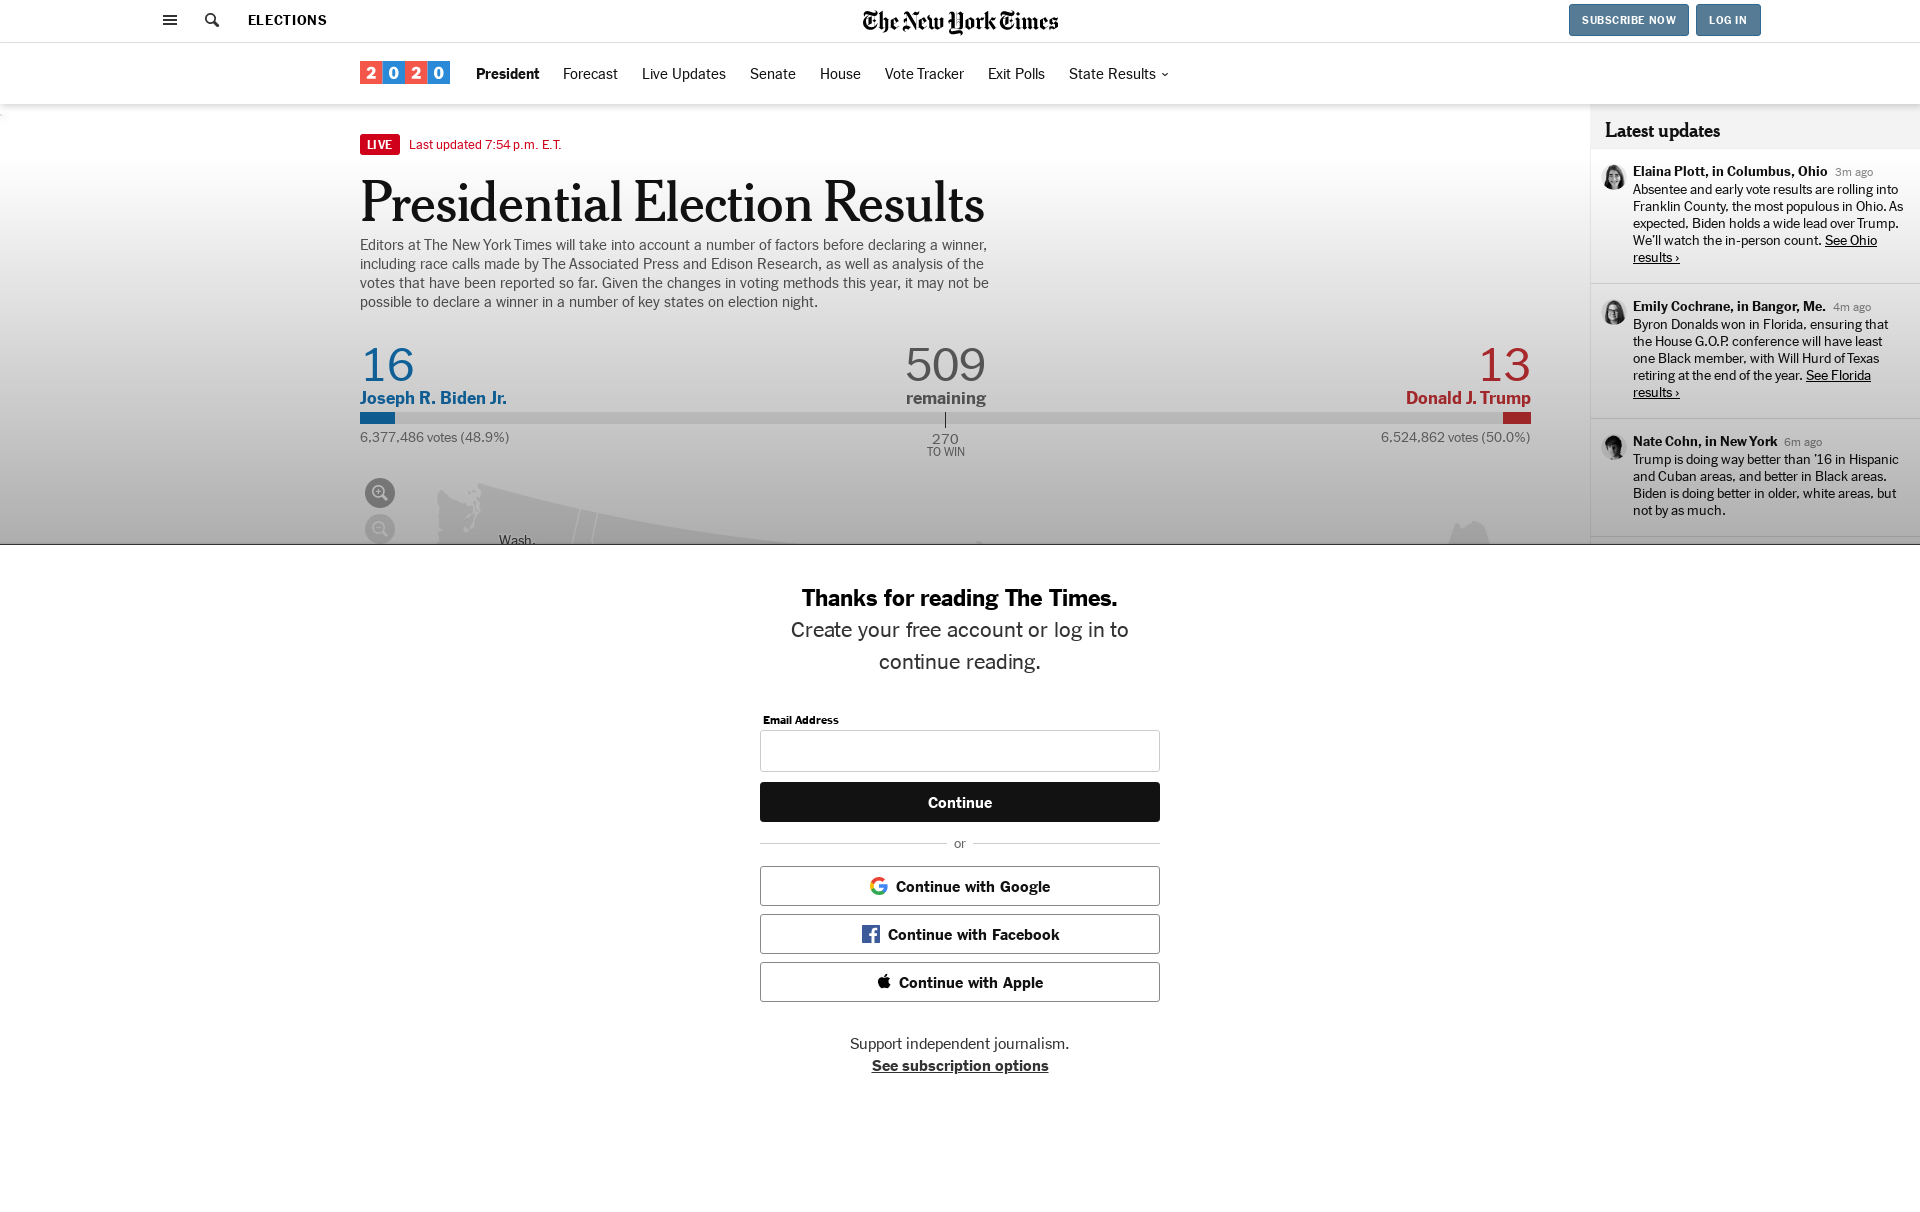 ELECTIONS
The New York Times
SUBSCRIBE NOW
LOG IN
2020
President
Forecast
Live Updates
Senate
House
Vote Tracker
Exit Polls
State Results
LIVE
Last updated 7:54 p.m. E.T.
Presidential Election Results
Editors at The New York Times will take into account a number of factors before declaring a winner,
including race calls made by The Associated Press and Edison Research, as well as analysis of the
votes that have been reported so far. Given the changes in voting methods this year, it may not be
possible to declare a winner in a number of key states on election night.
16
509
13
Joseph R. Biden Jr.
remaining
Donald J. Trump
6,377,486 votes (48.9%)
270
TO WIN
6,524,862 votes (50.0%)
Wash.
Latest updates
Elaina Plott, in Columbus, Ohio 3m ago
Absentee and early vote results are rolling into
Franklin County, the most populous in Ohio. As
expected, Biden holds a wide lead over Trump.
We'll watch the in-person count. See Ohio
results ›
Emily Cochrane, in Bangor, Me. 4m ago
Byron Donalds won in Florida, ensuring that
the House G.O.P. conference will have least
one Black member, with Will Hurd of Texas
retiring at the end of the year. See Florida
results ›
Nate Cohn, in New York 6m ago
Trump is doing way better than '16 in Hispanic
and Cuban areas, and better in Black areas.
Biden is doing better in older, white areas, but
not by as much.
Thanks for reading The Times.
Create your free account or log in to
continue reading.
Email Address
Continue
or
Continue with Google
Continue with Facebook
Continue with Apple
Support independent journalism.
See subscription options